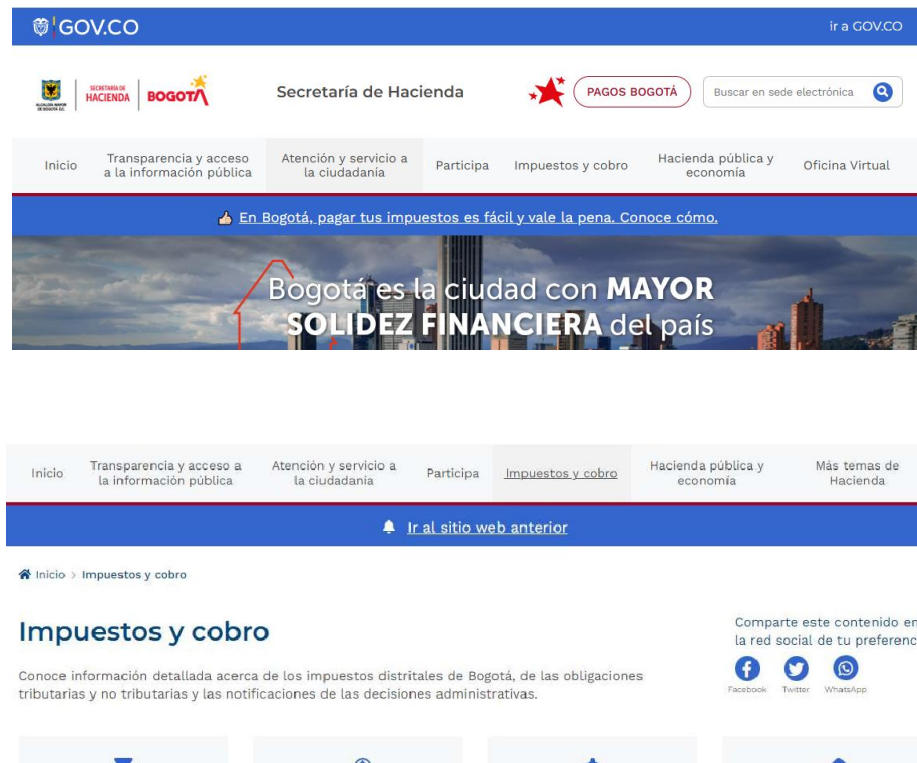 GOV.CO
ir a GOV.CO
SECRETARÍA DE
HACIENDA
BOGOTÁ
ALCALDÍA MAYOR
DE BOGOTÁ D.C.
Secretaría de Hacienda
PAGOS BOGOTÁ
Buscar en sede electrónica
Inicio
Transparencia y acceso
a la información pública
Atención y servicio a
la ciudadanía
Participa
Impuestos y cobro
Hacienda pública y
economía
Oficina Virtual
En Bogotá, pagar tus impuestos es fácil y vale la pena. Conoce cómo.
Bogotá es la ciudad con MAYOR
SOLIDEZ FINANCIERA del país
Inicio
Transparencia y acceso a
la información pública
Atención y servicio a
la ciudadanía
Participa
Impuestos y cobro
Hacienda pública y
economía
Más temas de
Hacienda
Ir al sitio web anterior
Inicio > Impuestos y cobro
Impuestos y cobro
Conoce información detallada acerca de los impuestos distritales de Bogotá, de las obligaciones
tributarias y no tributarias y las notificaciones de las decisiones administrativas.
Comparte este contenido en
la red social de tu preferenc
Facebook
Twitter
WhatsApp